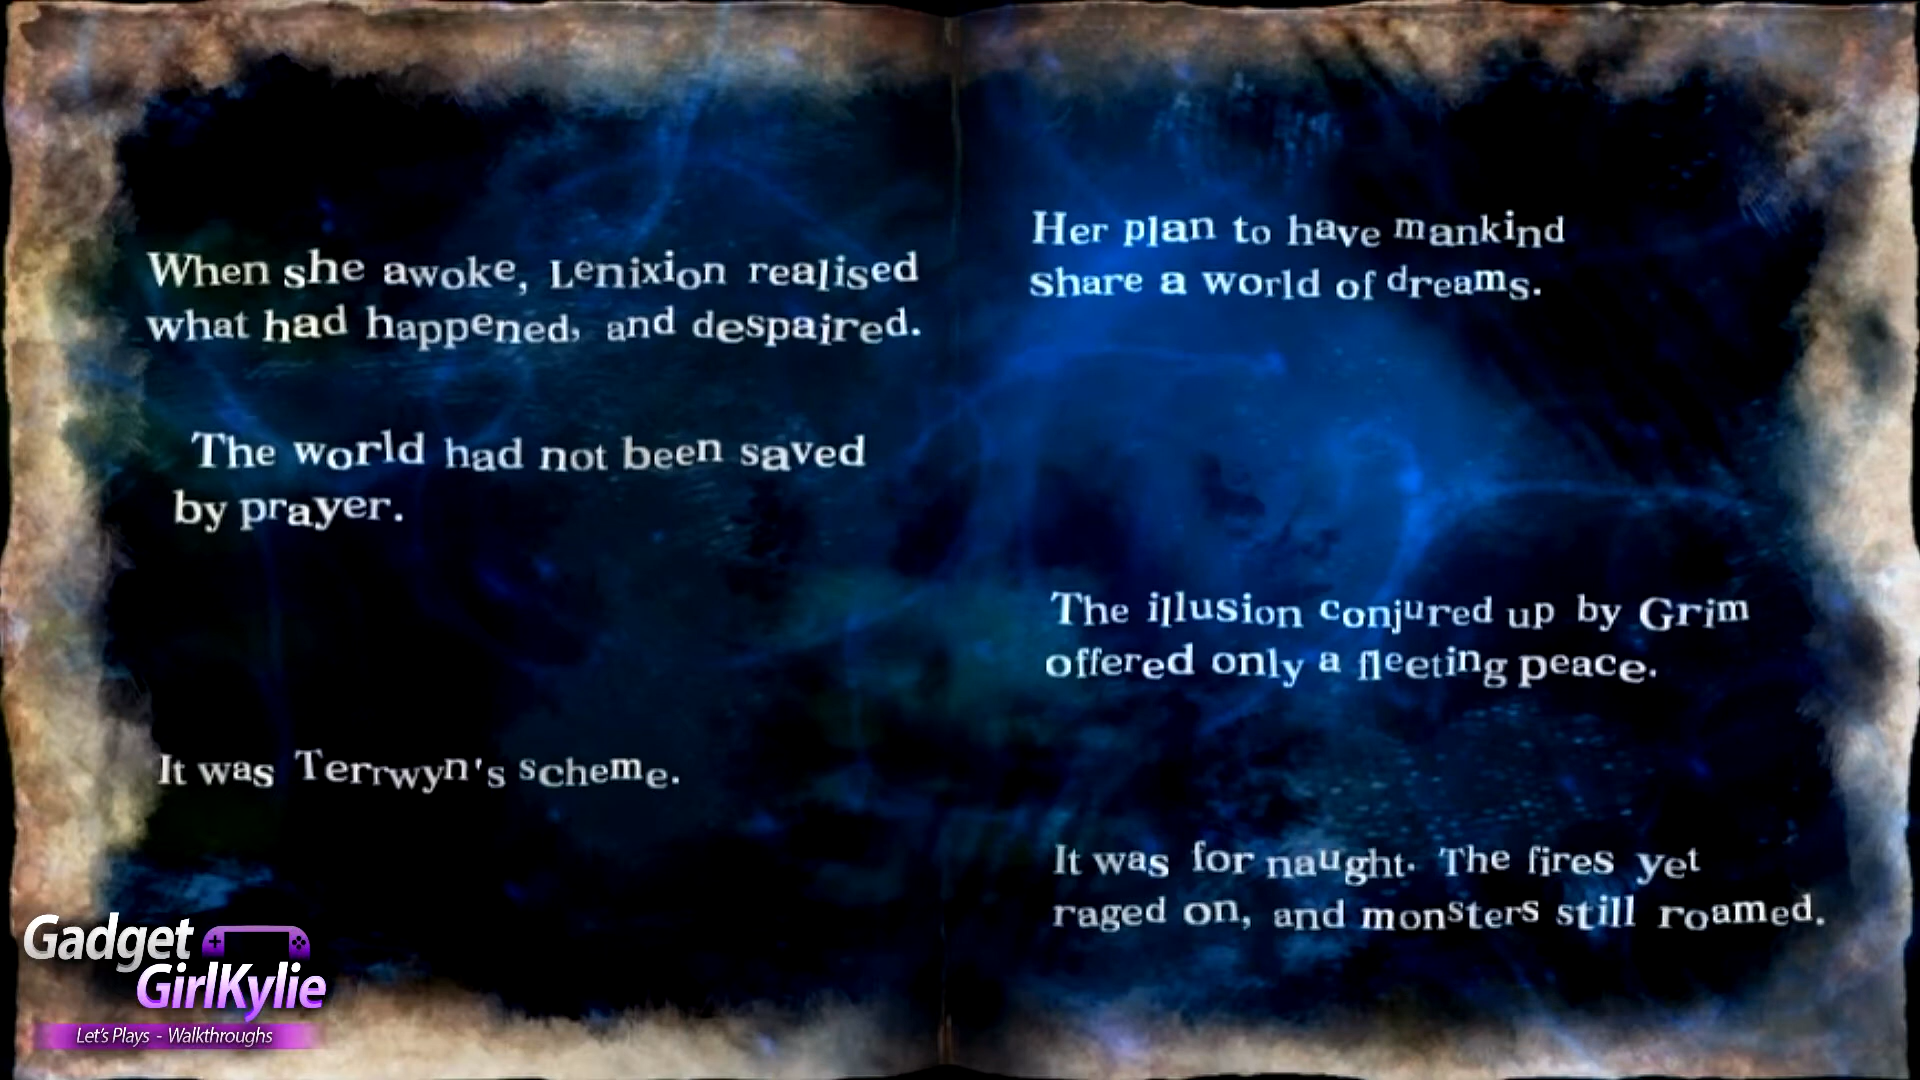 When she awoke, Lenixion realised
what had happened, and despaired.
The world had not been saved
by prayer.
It was Terrwyn's scheme.
Her plan to have mankind
share a world of dreams.
The illusion conjured up by Grim
offered only a fleeting peace.
It was for naught. The fires yet
raged on, and monsters still roamed.
Gadget
GirlKylie
Let's Plays - Walkthroughs